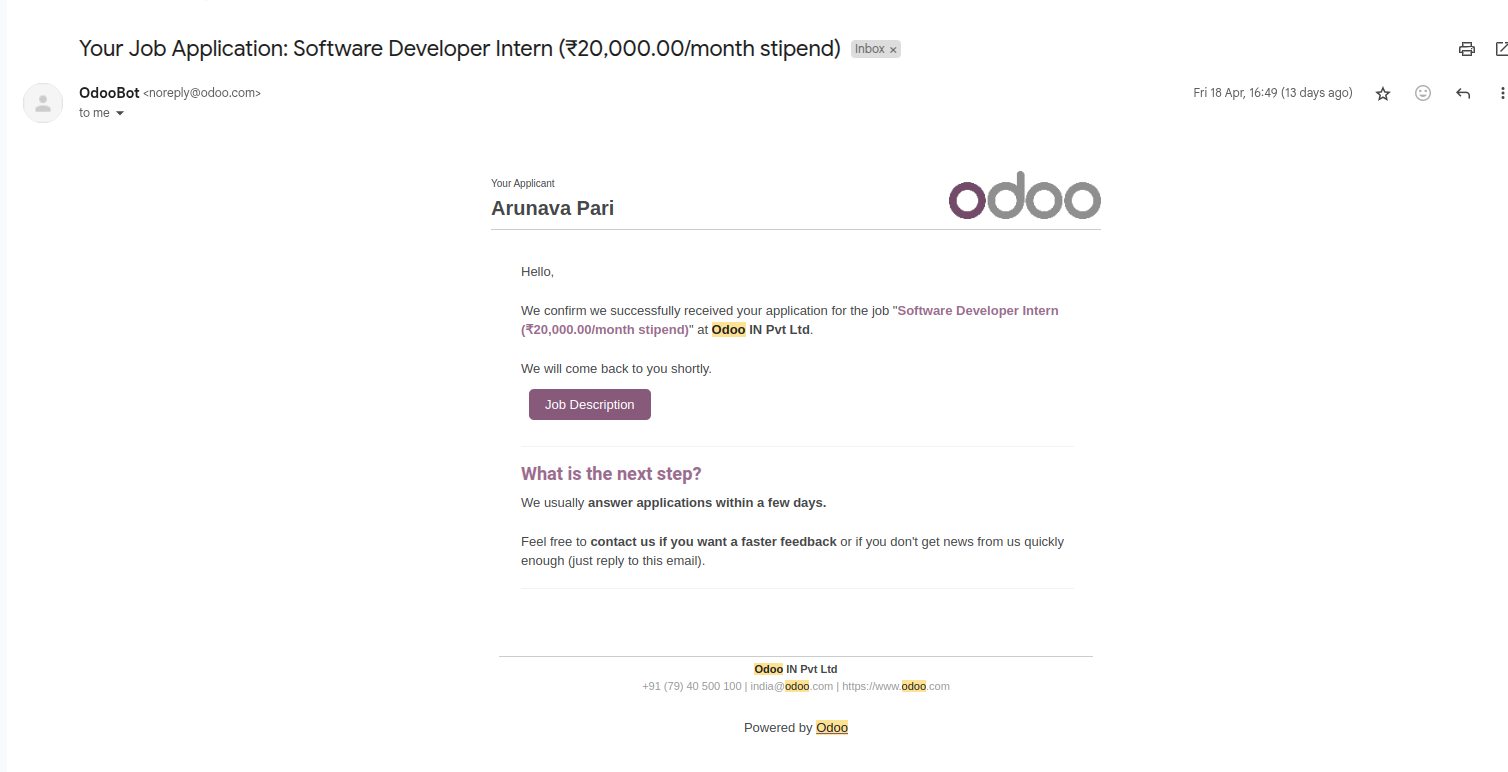 Your Job Application: Software Developer Intern (₹20,000.00/month stipend) Inbox ×
OdooBot <noreply@odoo.com> Fri 18 Apr, 16:49 (13 days ago)
to me
Your Applicant
Arunava Pari
odoo
Hello,
We confirm we successfully received your application for the job "Software Developer Intern
(₹20,000.00/month stipend)" at Odoo IN Pvt Ltd.
We will come back to you shortly.
Job Description
What is the next step?
We usually answer applications within a few days.
Feel free to contact us if you want a faster feedback or if you don't get news from us quickly
enough (just reply to this email).
Odoo IN Pvt Ltd
+91 (79) 40 500 100 | india@odoo.com | https://www.odoo.com
Powered by Odoo